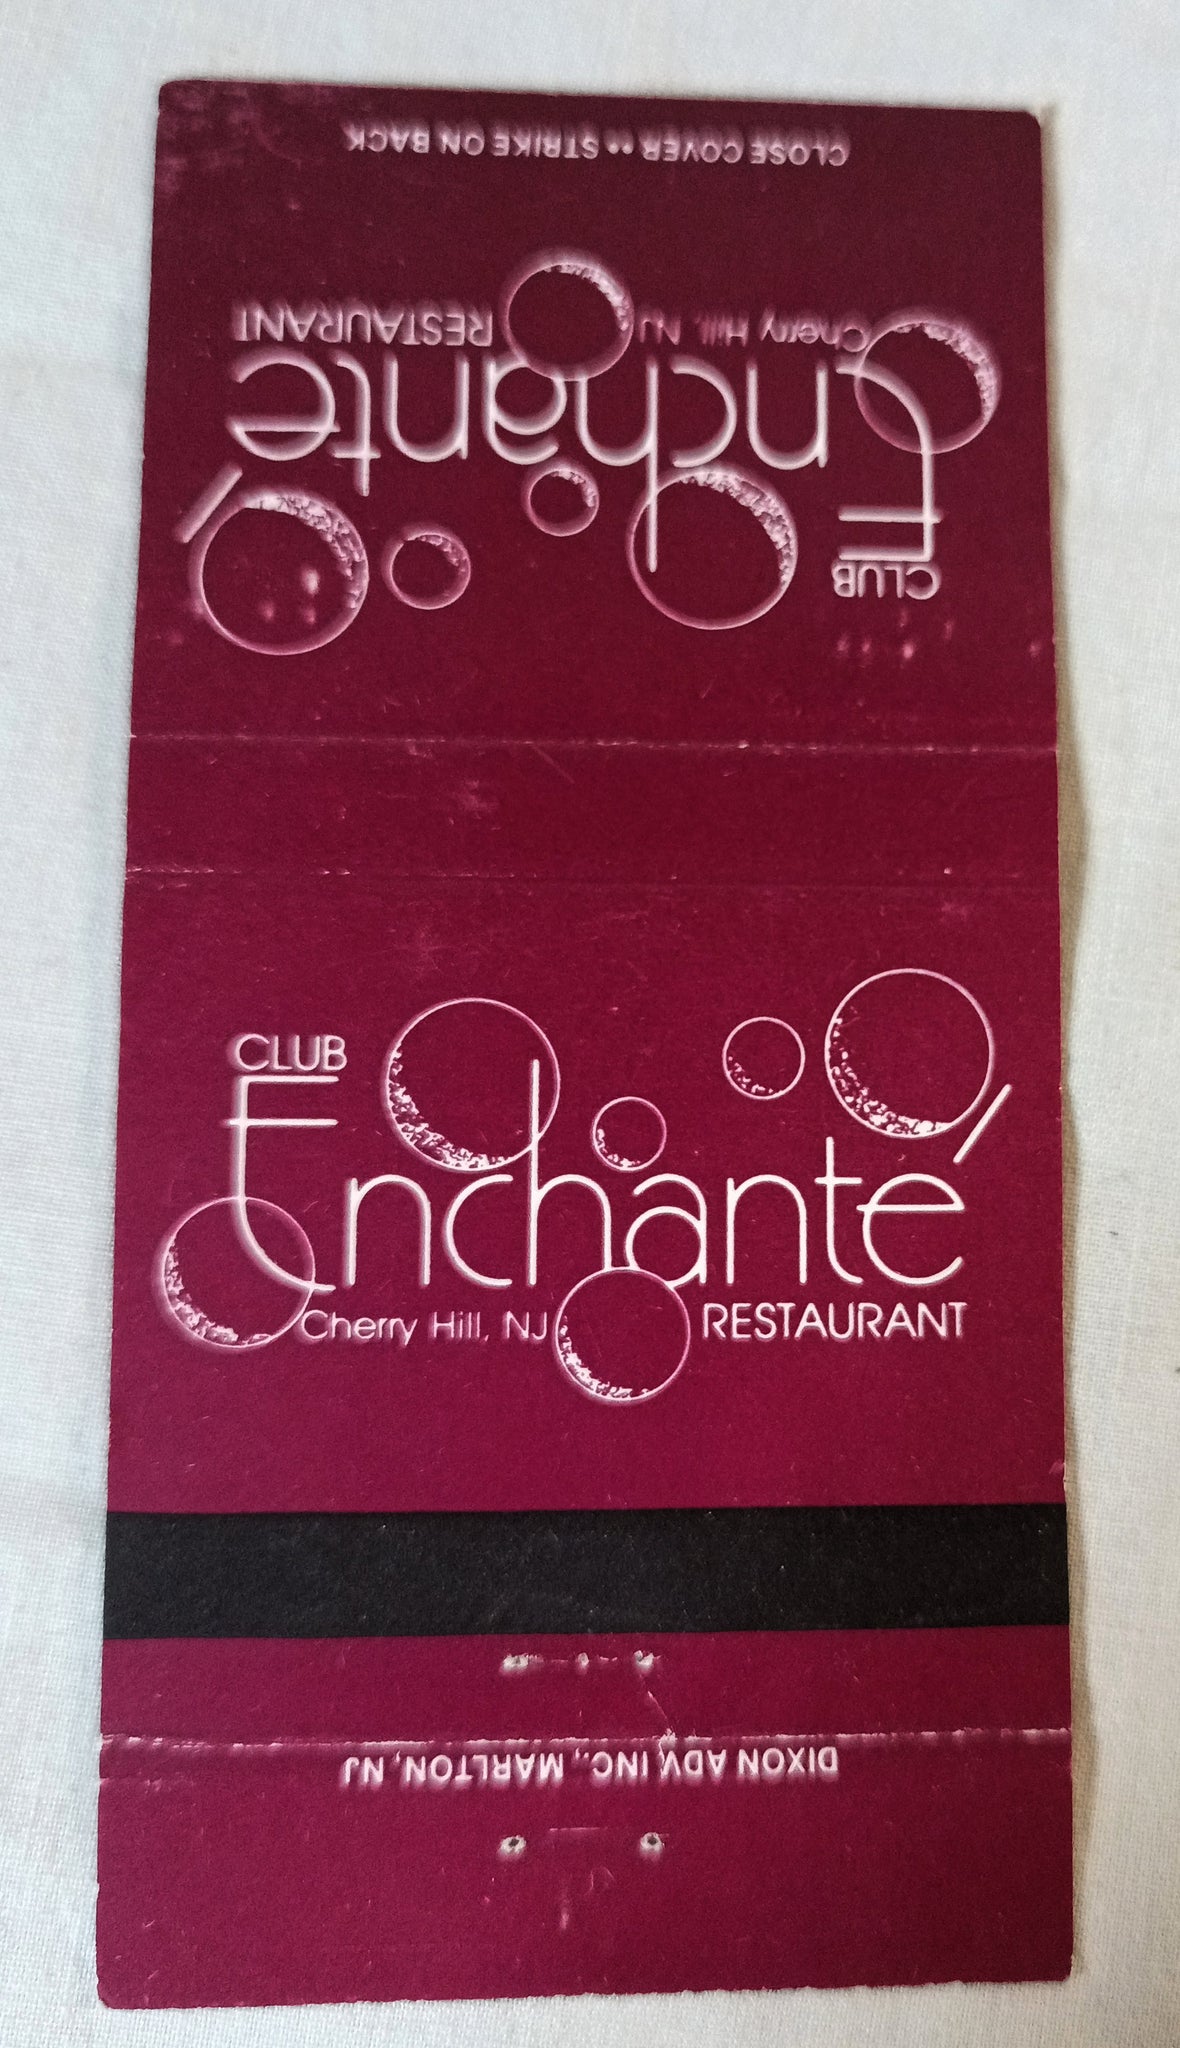 CLOSE COVER •• STRIKE ON BACK
CLUB
Enchanté
Cherry Hill, NJ RESTAURANT
CLUB
Enchanté
Cherry Hill, NJ RESTAURANT
DIXON ADV, INC., MARLTON, NJ